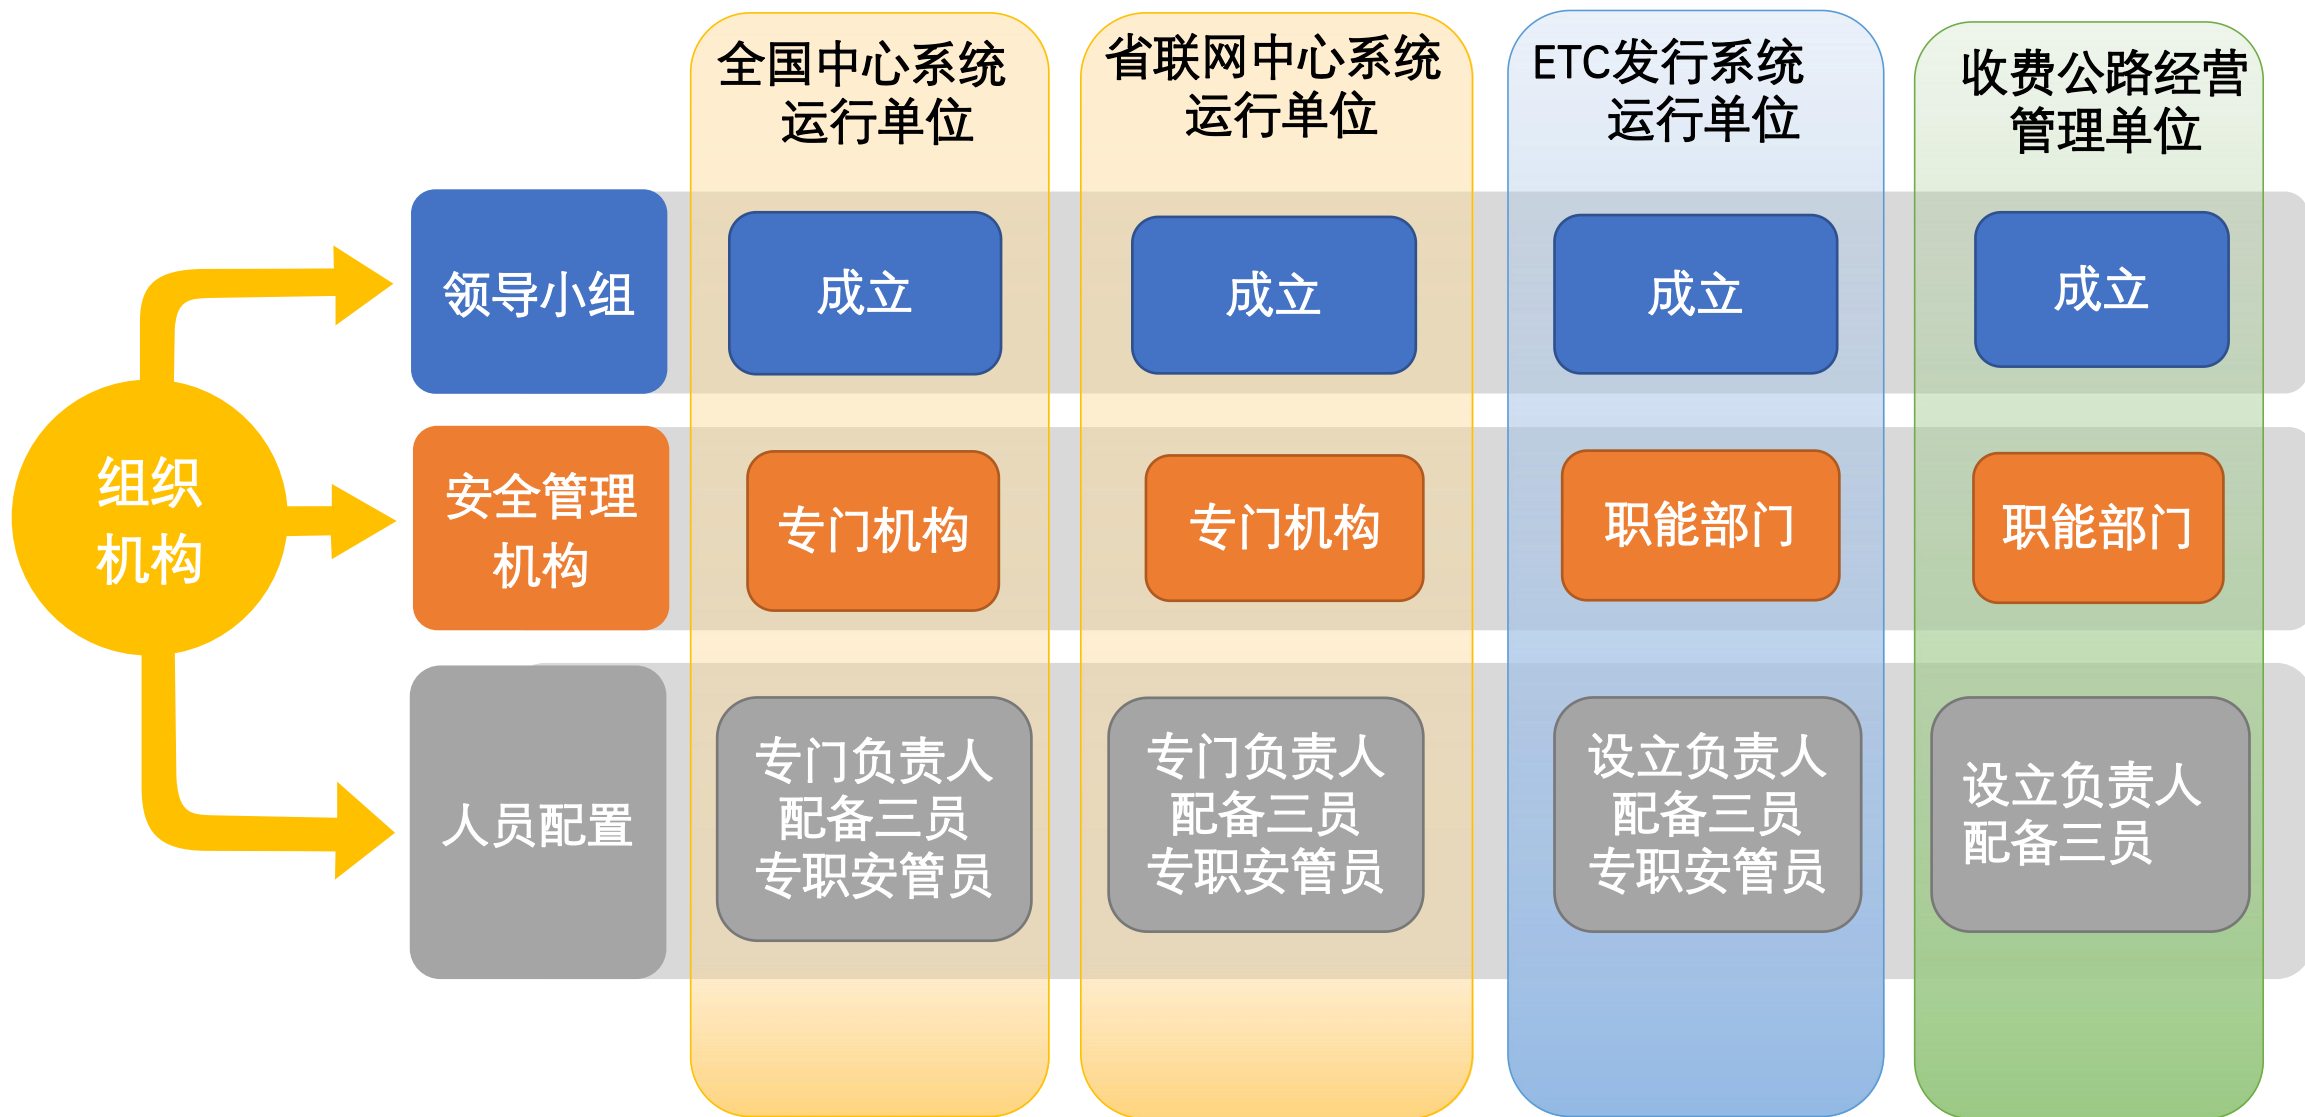 全国中心系统
运行单位
省联网中心系统
运行单位
ETC发行系统
运行单位
收费公路经营
管理单位
组织
机构
领导小组
成立
成立
成立
成立
安全管理
机构
专门机构
专门机构
职能部门
职能部门
人员配置
专门负责人
配备三员
专职安管员
专门负责人
配备三员
专职安管员
设立负责人
配备三员
专职安管员
设立负责人
配备三员